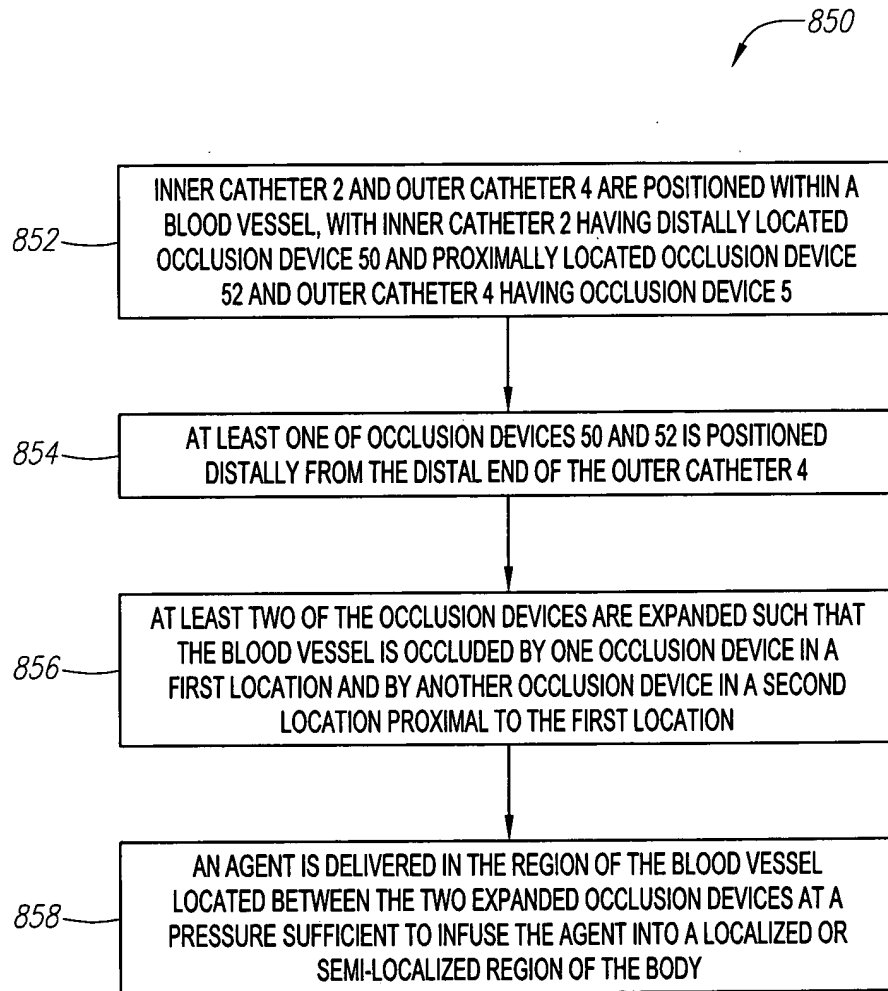 850
852
INNER CATHETER 2 AND OUTER CATHETER 4 ARE POSITIONED WITHIN A
BLOOD VESSEL, WITH INNER CATHETER 2 HAVING DISTALLY LOCATED
OCCLUSION DEVICE 50 AND PROXIMALLY LOCATED OCCLUSION DEVICE
52 AND OUTER CATHETER 4 HAVING OCCLUSION DEVICE 5
854
AT LEAST ONE OF OCCLUSION DEVICES 50 AND 52 IS POSITIONED
DISTALLY FROM THE DISTAL END OF THE OUTER CATHETER 4
856
AT LEAST TWO OF THE OCCLUSION DEVICES ARE EXPANDED SUCH THAT
THE BLOOD VESSEL IS OCCLUDED BY ONE OCCLUSION DEVICE IN A
FIRST LOCATION AND BY ANOTHER OCCLUSION DEVICE IN A SECOND
LOCATION PROXIMAL TO THE FIRST LOCATION
858
AN AGENT IS DELIVERED IN THE REGION OF THE BLOOD VESSEL
LOCATED BETWEEN THE TWO EXPANDED OCCLUSION DEVICES AT A
PRESSURE SUFFICIENT TO INFUSE THE AGENT INTO A LOCALIZED OR
SEMI-LOCALIZED REGION OF THE BODY